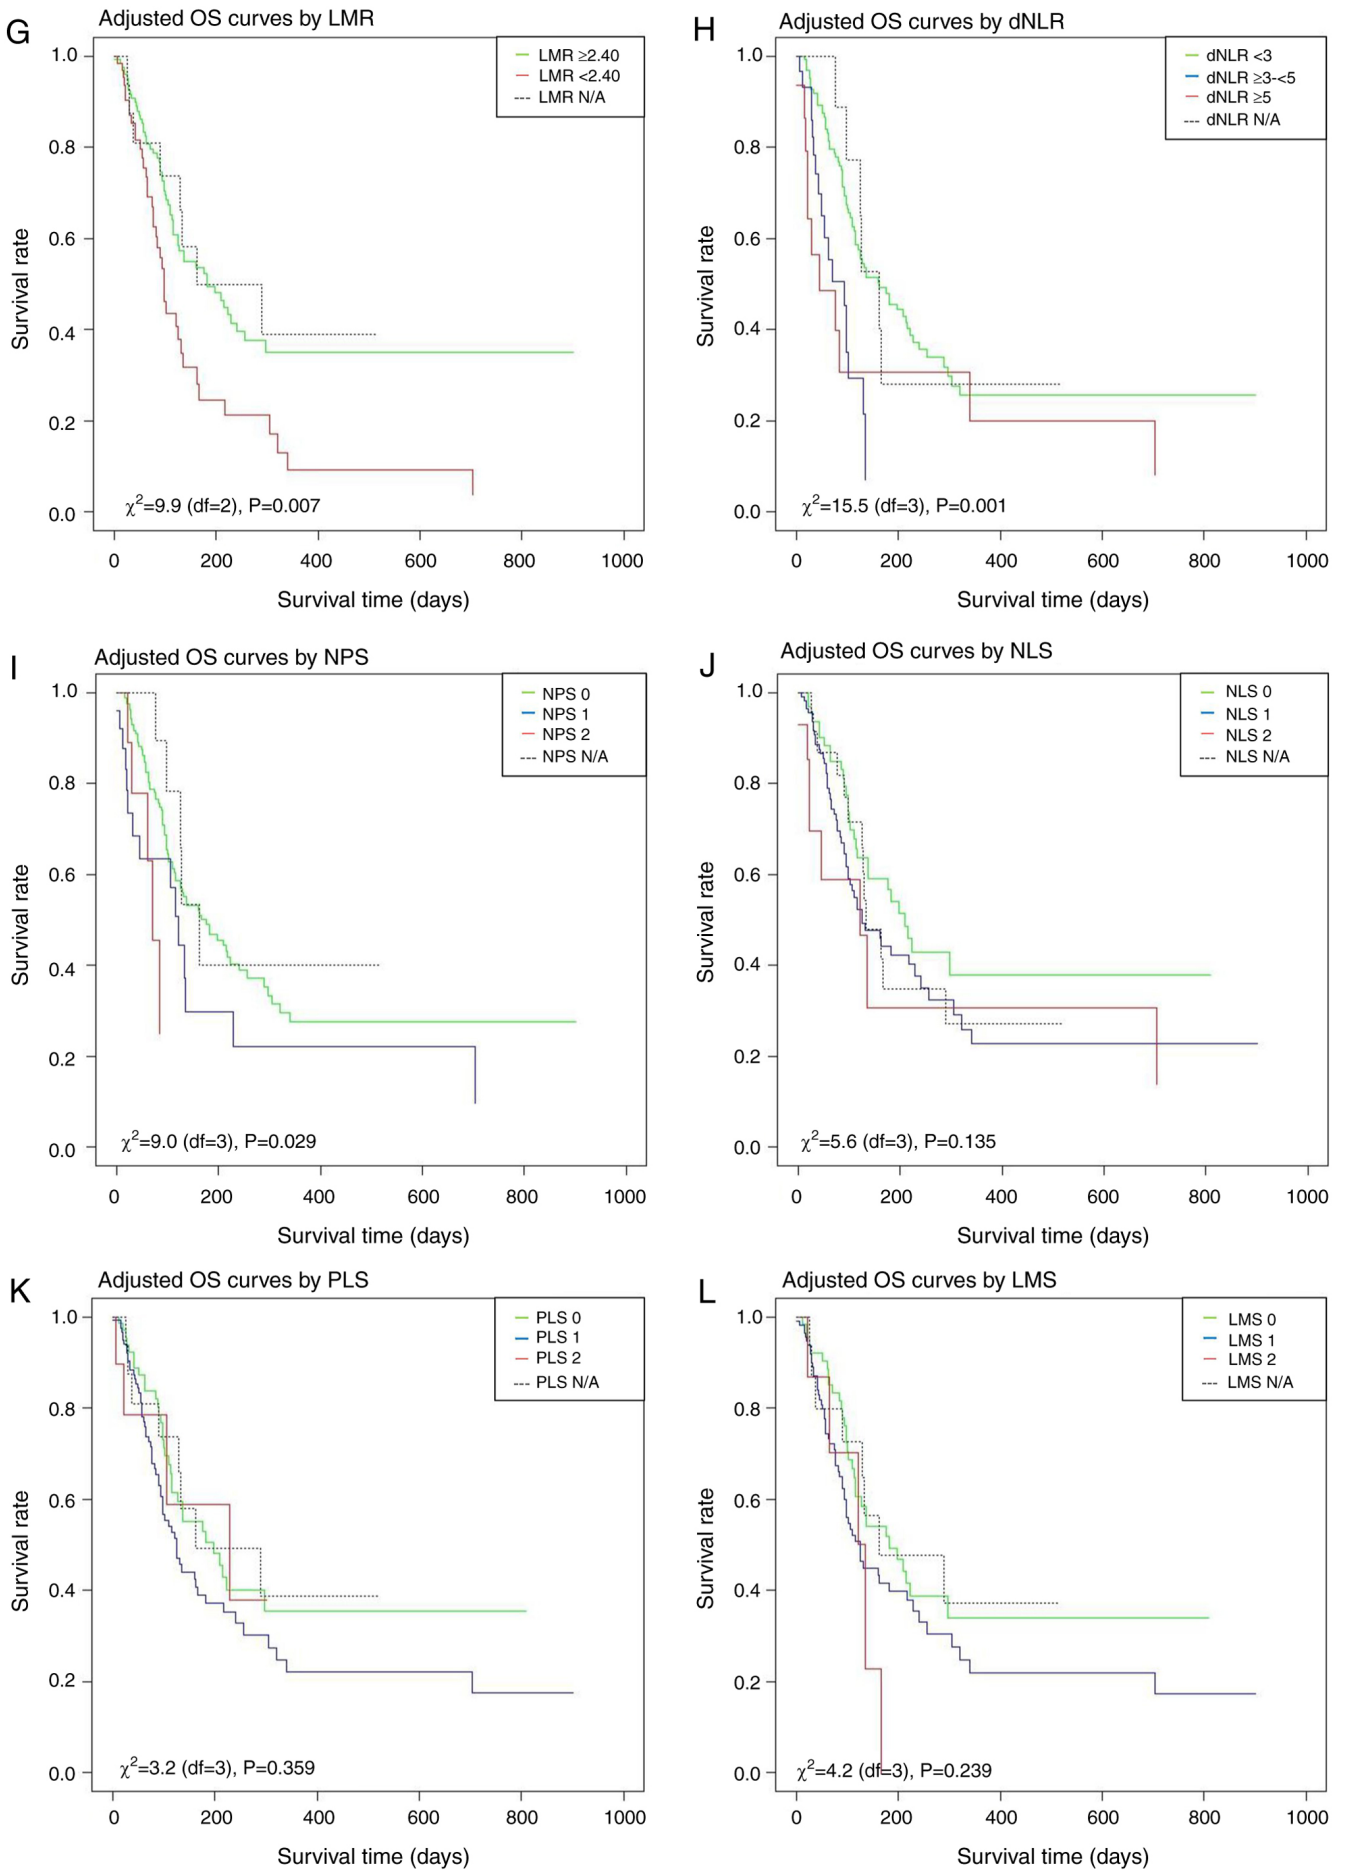 G
Adjusted OS curves by LMR
LMR ≥2.40
LMR <2.40
LMR N/A
1.0
0.8
0.6
0.4
0.2
0.0
Survival rate
χ²=9.9 (df=2), P=0.007
0 200 400 600 800 1000
Survival time (days)
H
Adjusted OS curves by dNLR
dNLR <3
dNLR ≥3-<5
dNLR ≥5
dNLR N/A
1.0
0.8
0.6
0.4
0.2
0.0
Survival rate
χ²=15.5 (df=3), P=0.001
0 200 400 600 800 1000
Survival time (days)
I
Adjusted OS curves by NPS
NPS 0
NPS 1
NPS 2
NPS N/A
1.0
0.8
0.6
0.4
0.2
0.0
Survival rate
χ²=9.0 (df=3), P=0.029
0 200 400 600 800 1000
Survival time (days)
J
Adjusted OS curves by NLS
NLS 0
NLS 1
NLS 2
NLS N/A
1.0
0.8
0.6
0.4
0.2
0.0
Survival rate
χ²=5.6 (df=3), P=0.135
0 200 400 600 800 1000
Survival time (days)
K
Adjusted OS curves by PLS
PLS 0
PLS 1
PLS 2
PLS N/A
1.0
0.8
0.6
0.4
0.2
0.0
Survival rate
χ²=3.2 (df=3), P=0.359
0 200 400 600 800 1000
Survival time (days)
L
Adjusted OS curves by LMS
LMS 0
LMS 1
LMS 2
LMS N/A
1.0
0.8
0.6
0.4
0.2
0.0
Survival rate
χ²=4.2 (df=3), P=0.239
0 200 400 600 800 1000
Survival time (days)